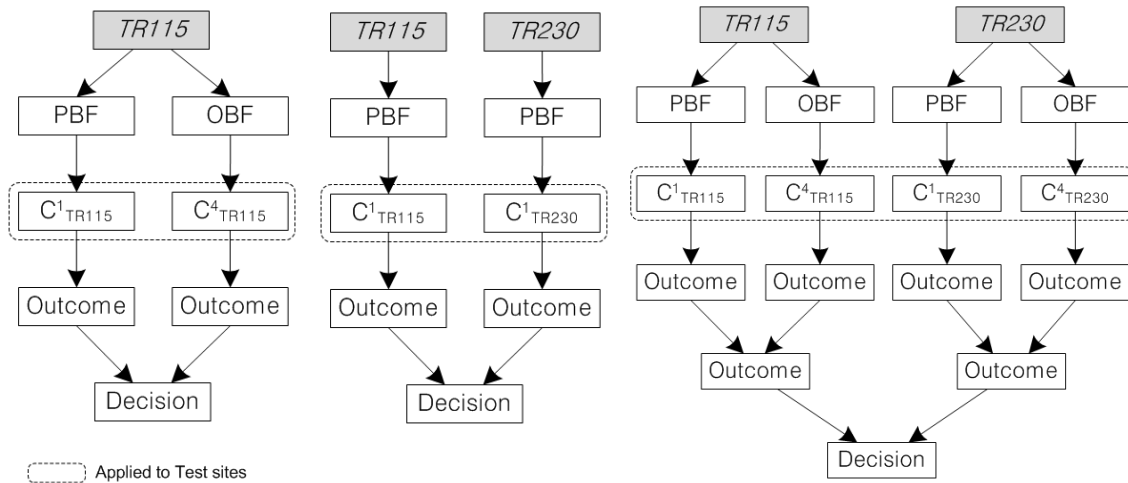 TR115
PBF OBF
C¹TR115 C⁴TR115
Outcome Outcome
Decision
TR115 TR230
PBF PBF
C¹TR115 C¹TR230
Outcome Outcome
Decision
TR115 TR230
PBF OBF PBF OBF
C¹TR115 C⁴TR115 C¹TR230 C⁴TR230
Outcome Outcome Outcome Outcome
Outcome Outcome
Decision
Applied to Test sites